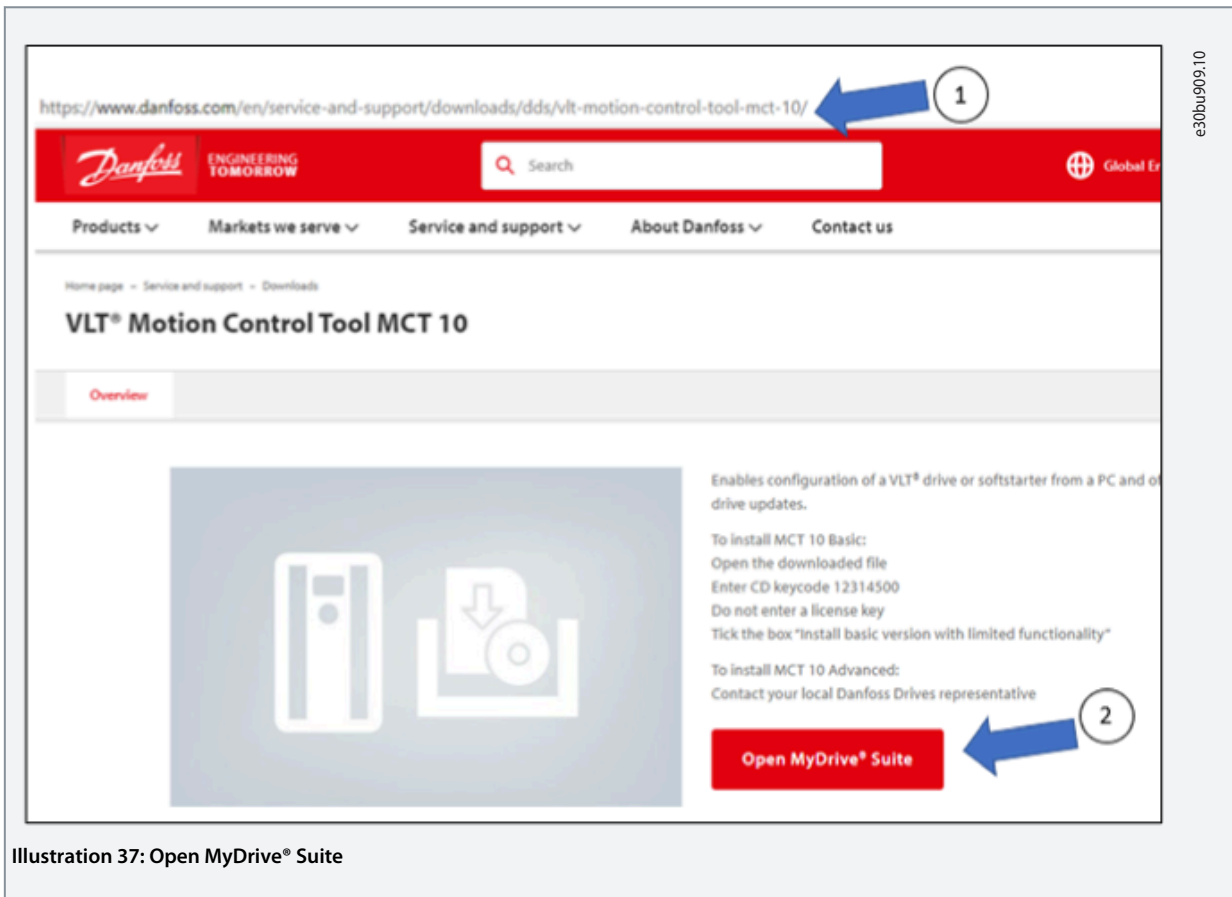 https://www.danfoss.com/en/service-and-support/downloads/dds/vlt-motion-control-tool-mct-10/
1
e30bu909.10
Danfoss
ENGINEERING
TOMORROW
Search
Global
Products
Markets we serve
Service and support
About Danfoss
Contact us
Home page - Service and support - Downloads
VLT® Motion Control Tool MCT 10
Overview
Enables configuration of a VLT® drive or softstarter from a PC and
drive updates.
To install MCT 10 Basic:
Open the downloaded file
Enter CD keycode 12314500
Do not enter a license key
Tick the box "Install basic version with limited functionality"
To install MCT 10 Advanced:
Contact your local Danfoss Drives representative
2
Open MyDrive® Suite
Illustration 37: Open MyDrive® Suite